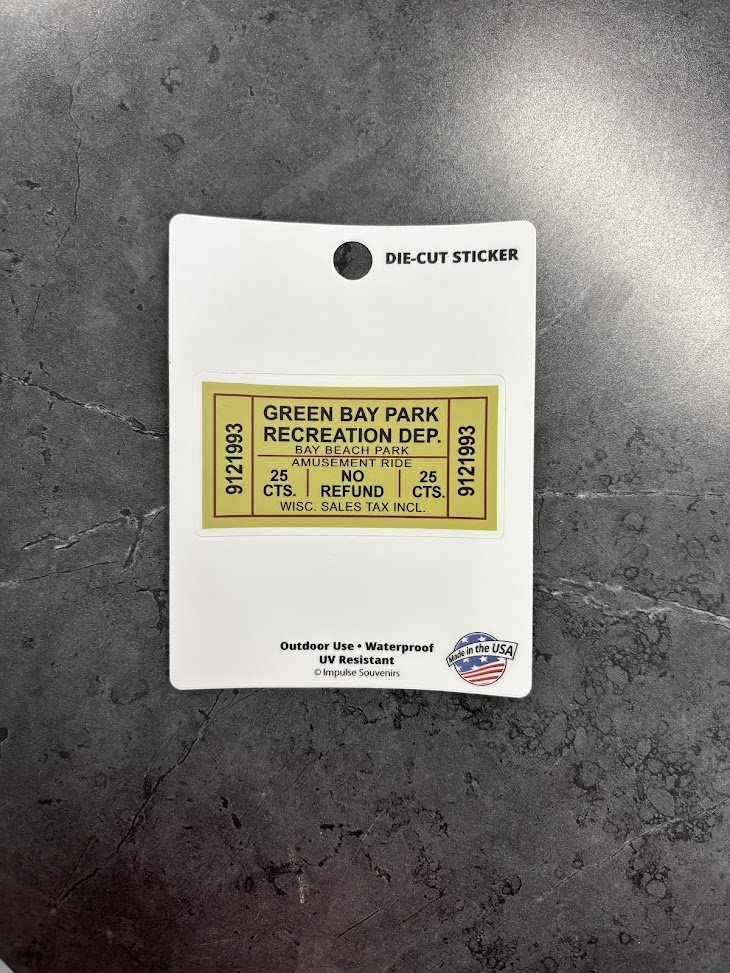 DIE-CUT STICKER
9121993
GREEN BAY PARK
RECREATION DEP.
BAY BEACH PARK
AMUSEMENT RIDE
25
CTS.
NO
REFUND
25
CTS.
WISC. SALES TAX INCL.
9121993
Outdoor Use • Waterproof
UV Resistant
© Impulse Souvenirs
Made in the USA